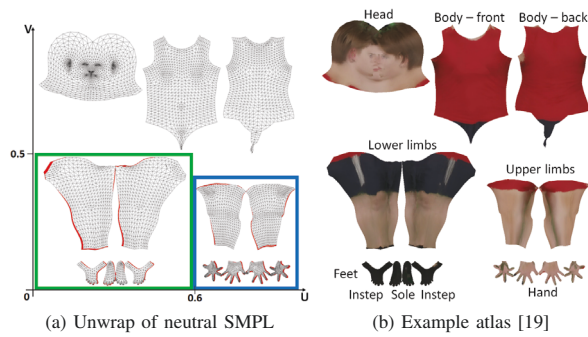 V
0.5
0
0.6
U
Head
Body – front
Body – back
Lower limbs
Upper limbs
Feet
Instep
Sole
Instep
Hand
(a) Unwrap of neutral SMPL
(b) Example atlas [19]